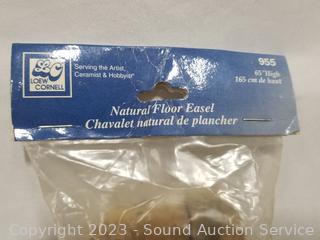 LOEW
CORNELL
Serving the Artist,
Ceramist & Hobbyist®
955
65" High
165 cm de haut
Natural Floor Easel
Chavalet natural de plancher
Copyright © 2023 - Sound Auction Service